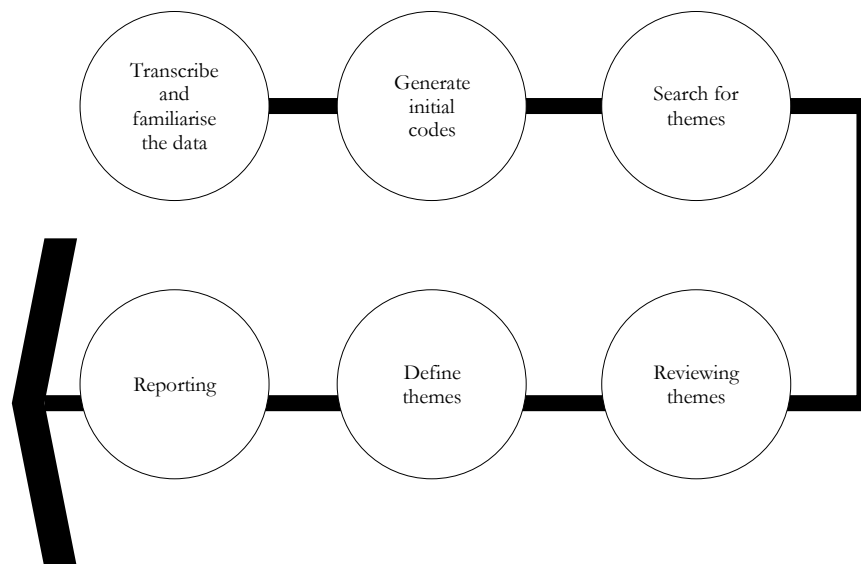 Transcribe
and
familiarise
the data
Generate
initial
codes
Search for
themes
Reviewing
themes
Define
themes
Reporting